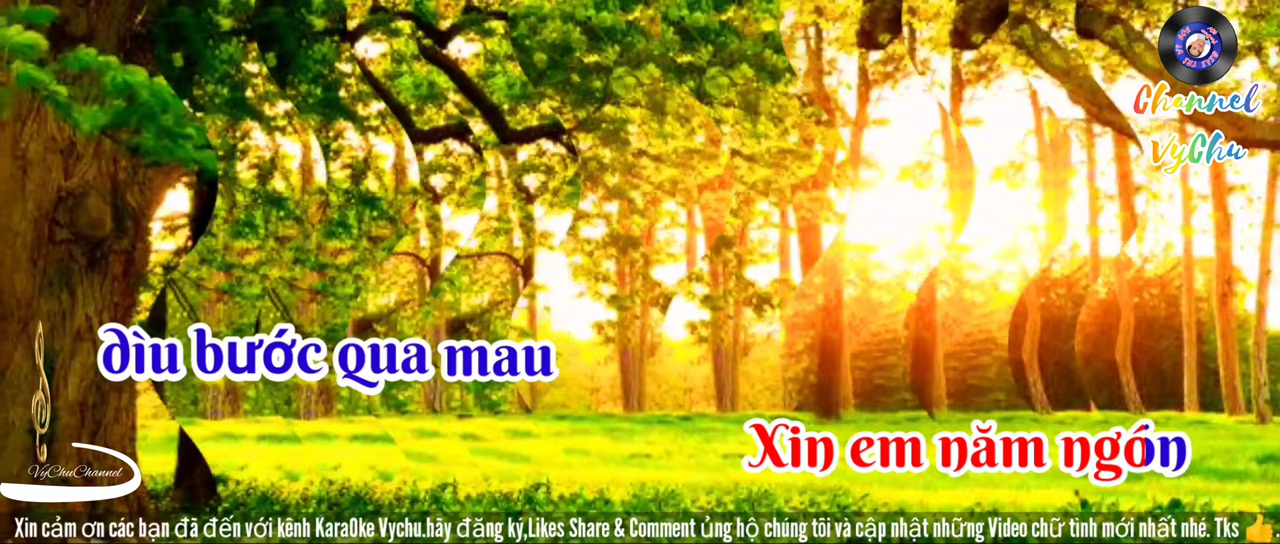 Channel
VyChu
dìu bước qua mau
Xin em năm ngón
VyChuChannel
Xin cảm ơn các bạn đã đến với kênh KaraOke Vychu.hãy đăng ký,Likes Share & Comment ủng hộ chúng tôi và cập nhật những Video chữ tình mới nhất nhé. Tks 👍